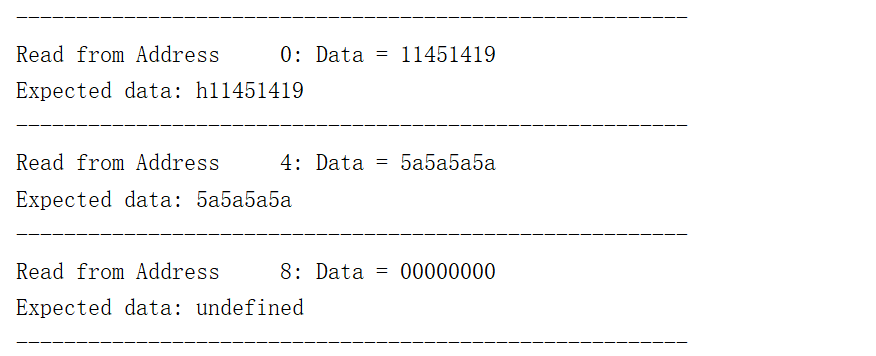 --------------------------------------------------------
Read from Address     0: Data = 11451419
Expected data: h11451419
--------------------------------------------------------
Read from Address     4: Data = 5a5a5a5a
Expected data: 5a5a5a5a
--------------------------------------------------------
Read from Address     8: Data = 00000000
Expected data: undefined
--------------------------------------------------------